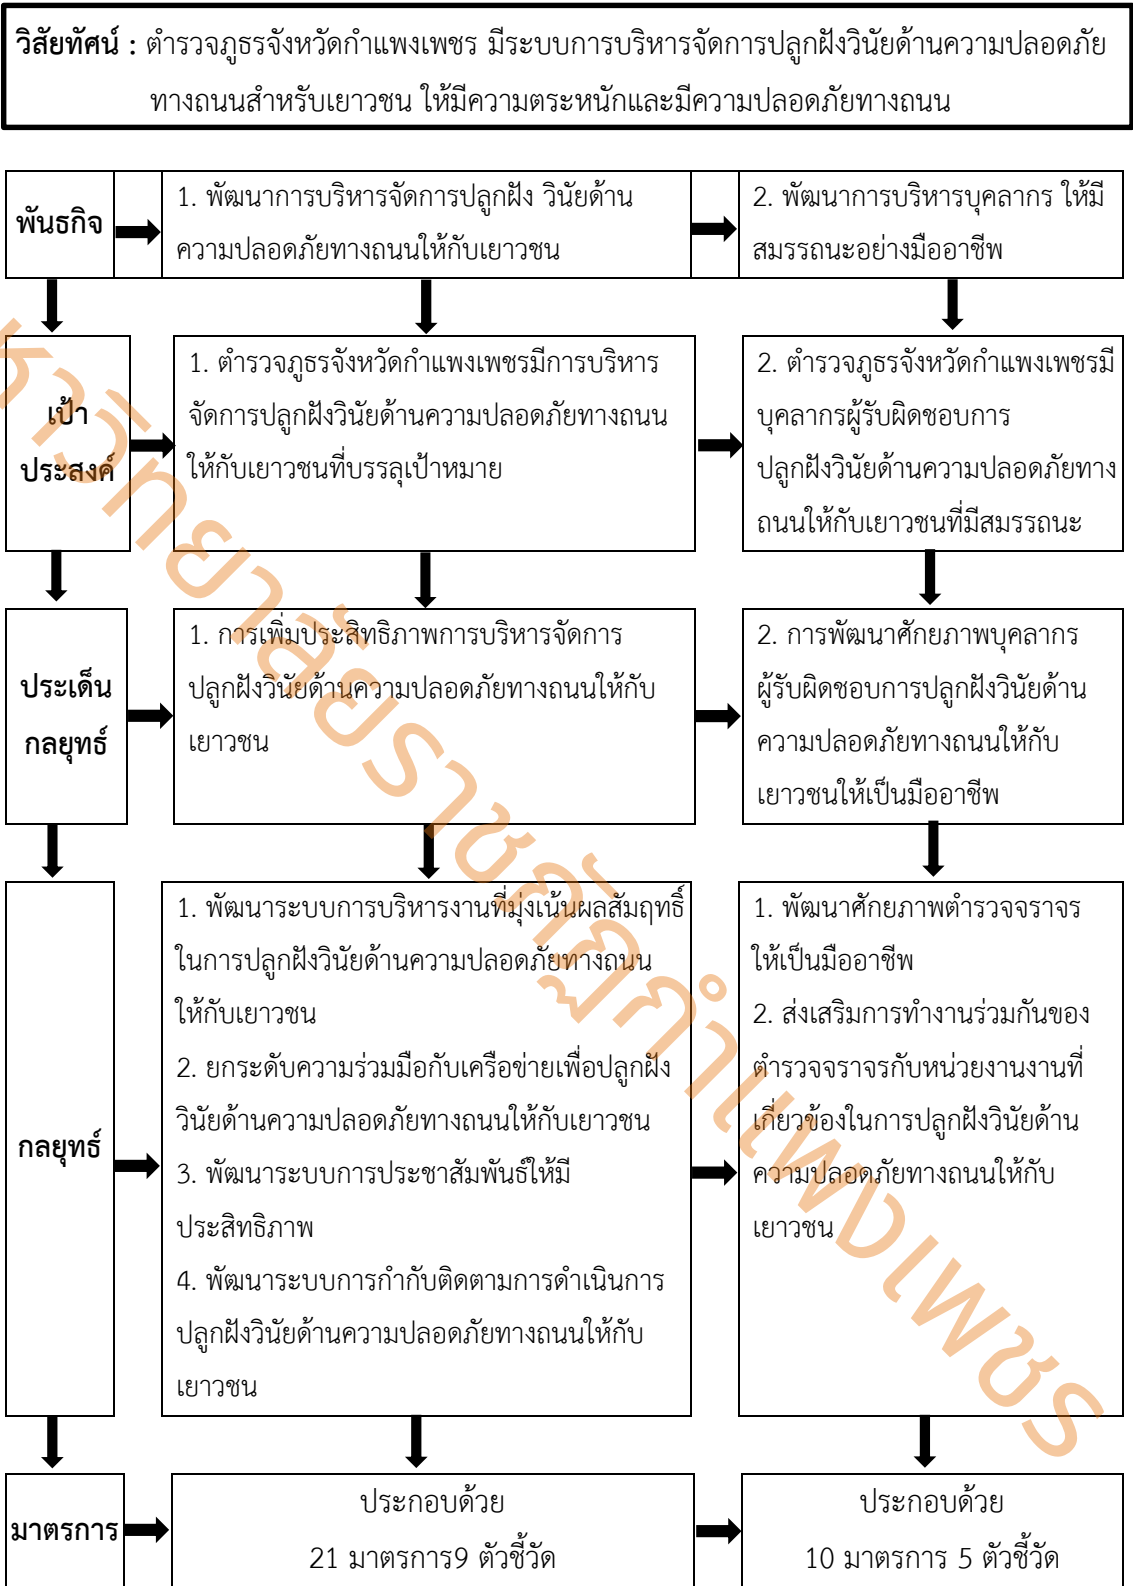 วิสัยทัศน์ : ตำรวจภูธรจังหวัดกำแพงเพชร มีระบบการบริหารจัดการปลูกฝังวินัยด้านความปลอดภัย
ทางถนนสำหรับเยาวชน ให้มีความตระหนักและมีความปลอดภัยทางถนน
พันธกิจ
1. พัฒนาการบริหารจัดการปลูกฝัง วินัยด้าน
ความปลอดภัยทางถนนให้กับเยาวชน
2. พัฒนาการบริหารบุคลากร ให้มี
สมรรถนะอย่างมืออาชีพ
เป้า
ประสงค์
1. ตำรวจภูธรจังหวัดกำแพงเพชรมีการบริหาร
จัดการปลูกฝังวินัยด้านความปลอดภัยทางถนน
ให้กับเยาวชนที่บรรลุเป้าหมาย
2. ตำรวจภูธรจังหวัดกำแพงเพชรมี
บุคลากรผู้รับผิดชอบการ
ปลูกฝังวินัยด้านความปลอดภัยทาง
ถนนให้กับเยาวชนที่มีสมรรถนะ
ประเด็น
กลยุทธ์
1. การเพิ่มประสิทธิภาพการบริหารจัดการ
ปลูกฝังวินัยด้านความปลอดภัยทางถนนให้กับ
เยาวชน
2. การพัฒนาศักยภาพบุคลากร
ผู้รับผิดชอบการปลูกฝังวินัยด้าน
ความปลอดภัยทางถนนให้กับ
เยาวชนให้เป็นมืออาชีพ
กลยุทธ์
1. พัฒนาระบบการบริหารงานที่มุ่งเน้นผลสัมฤทธิ์
ในการปลูกฝังวินัยด้านความปลอดภัยทางถนน
ให้กับเยาวชน
2. ยกระดับความร่วมมือกับเครือข่ายเพื่อปลูกฝัง
วินัยด้านความปลอดภัยทางถนนให้กับเยาวชน
3. พัฒนาระบบการประชาสัมพันธ์ให้มี
ประสิทธิภาพ
4. พัฒนาระบบการกำกับติดตามการดำเนินการ
ปลูกฝังวินัยด้านความปลอดภัยทางถนนให้กับ
เยาวชน
1. พัฒนาศักยภาพตำรวจจราจร
ให้เป็นมืออาชีพ
2. ส่งเสริมการทำงานร่วมกันของ
ตำรวจจราจรกับหน่วยงานงานที่
เกี่ยวข้องในการปลูกฝังวินัยด้าน
ความปลอดภัยทางถนนให้กับ
เยาวชน
มาตรการ
ประกอบด้วย
21 มาตรการ9 ตัวชี้วัด
ประกอบด้วย
10 มาตรการ 5 ตัวชี้วัด
หาวิทยาลัยราชภัฏกำแพงเพชร